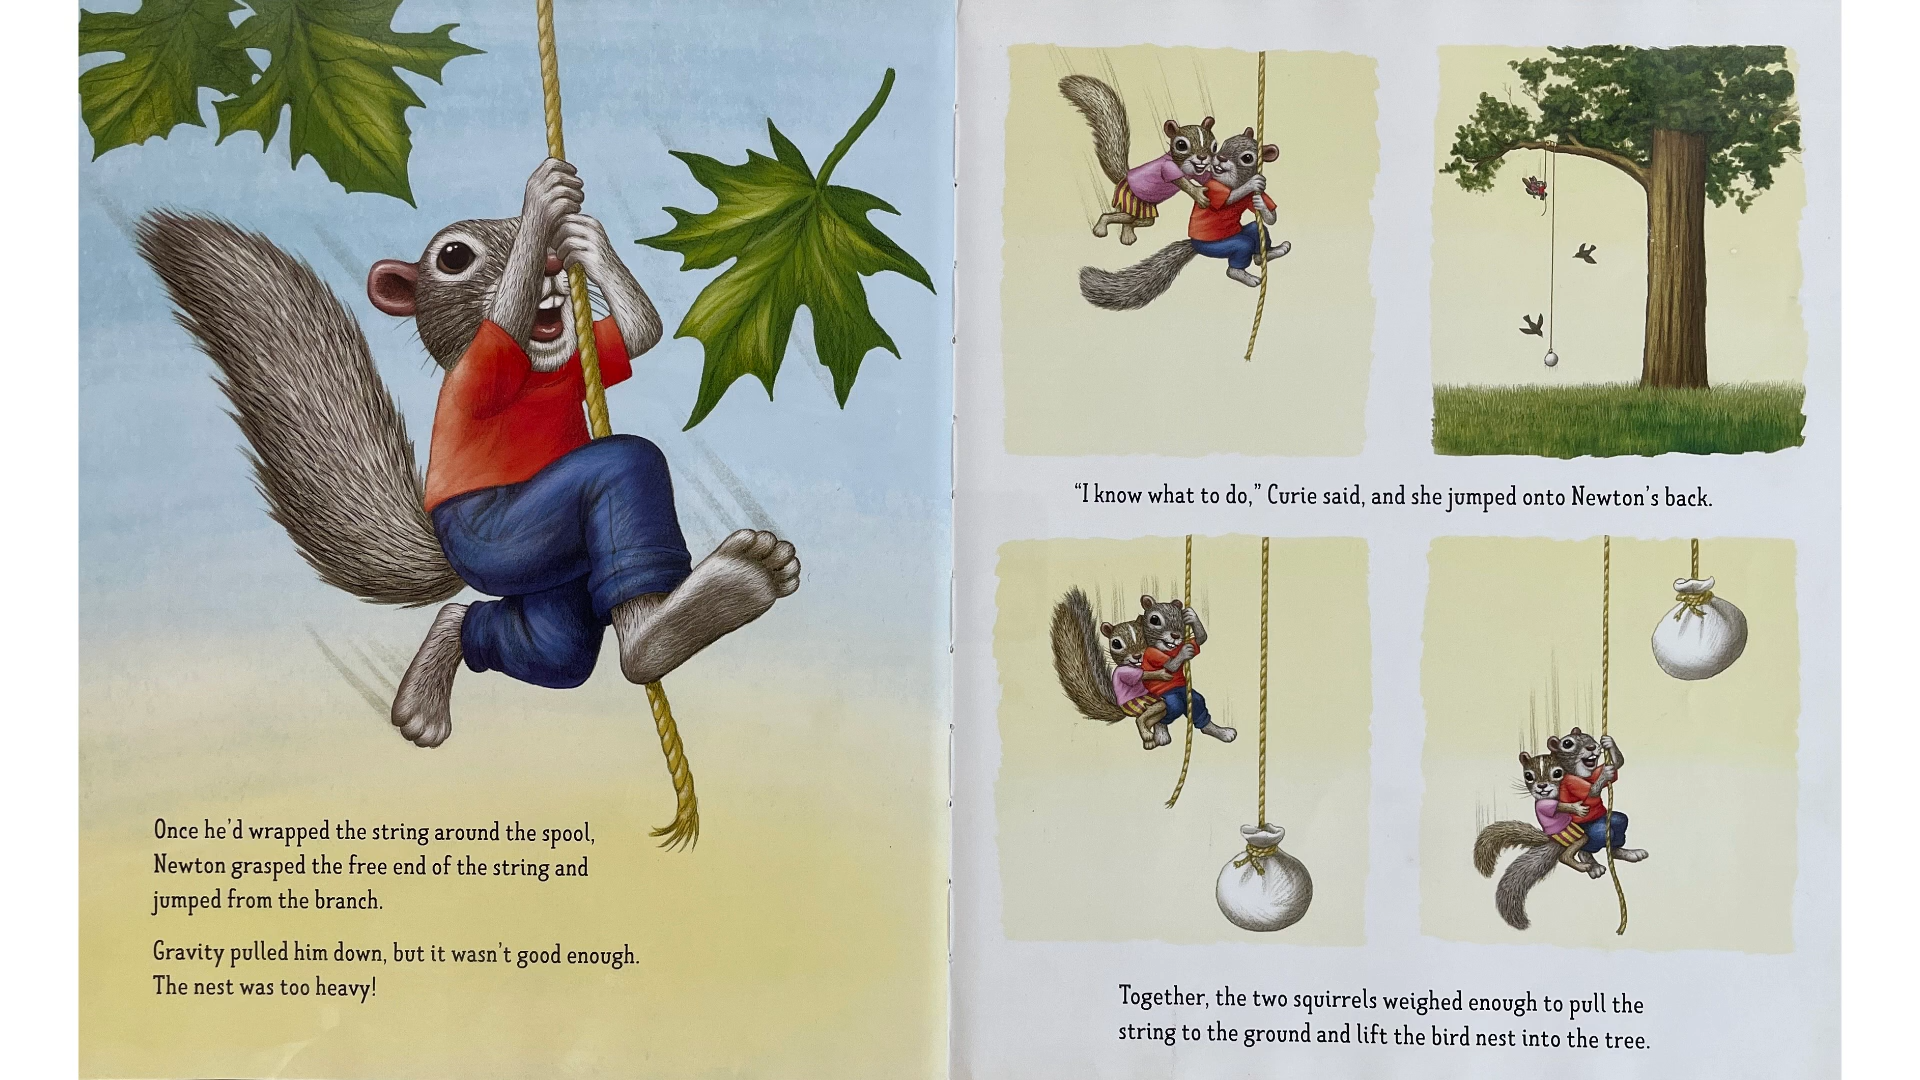 Once he'd wrapped the string around the spool,
Newton grasped the free end of the string and
jumped from the branch.
Gravity pulled him down, but it wasn't good enough.
The nest was too heavy!
“I know what to do,” Curie said, and she jumped onto Newton's back.
Together, the two squirrels weighed enough to pull the
string to the ground and lift the bird nest into the tree.